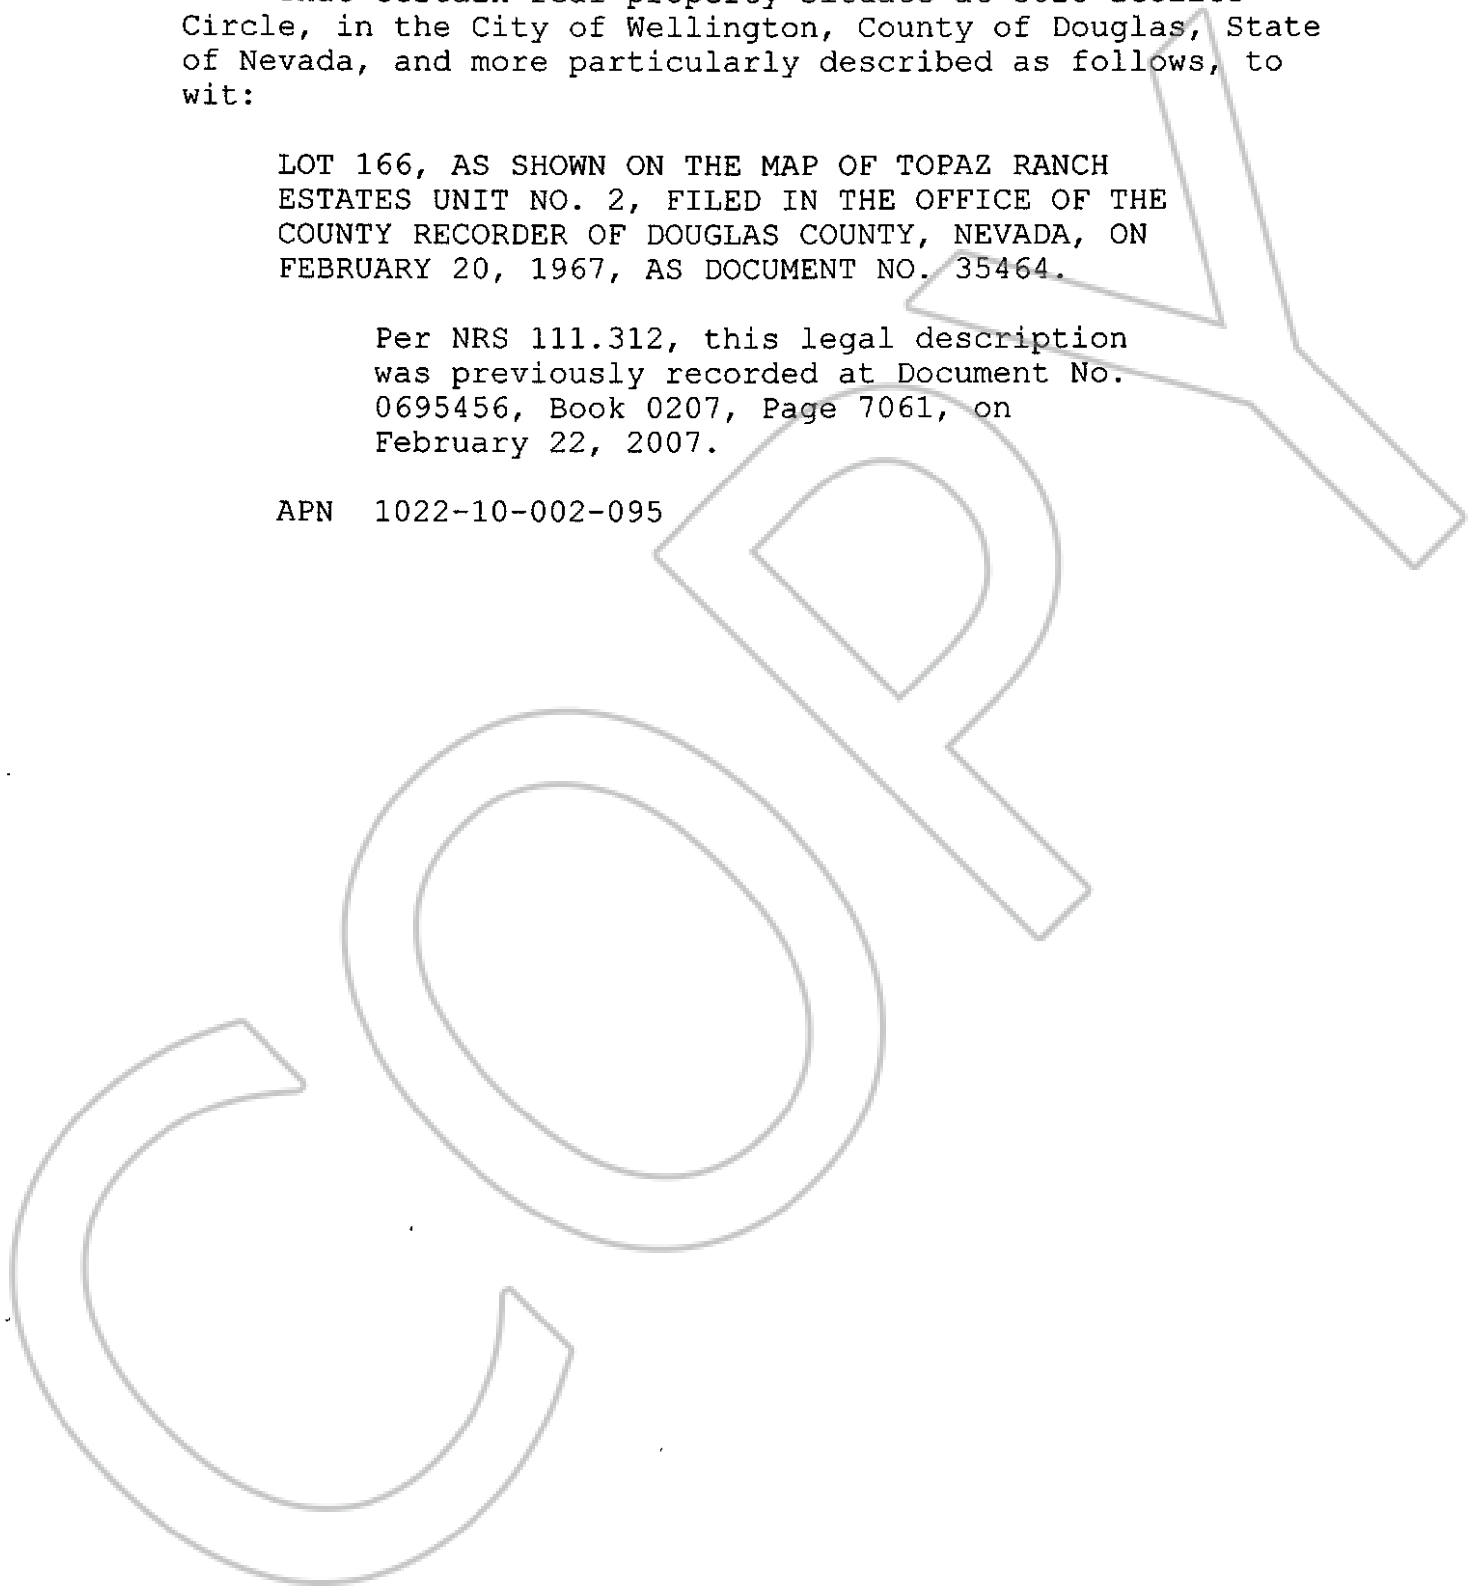 Circle, in the City of Wellington, County of Douglas, State
of Nevada, and more particularly described as follows, to
wit:
LOT 166, AS SHOWN ON THE MAP OF TOPAZ RANCH
ESTATES UNIT NO. 2, FILED IN THE OFFICE OF THE
COUNTY RECORDER OF DOUGLAS COUNTY, NEVADA, ON
FEBRUARY 20, 1967, AS DOCUMENT NO. 35464.
Per NRS 111.312, this legal description
was previously recorded at Document No.
0695456, Book 0207, Page 7061, on
February 22, 2007.
APN 1022-10-002-095
COPY